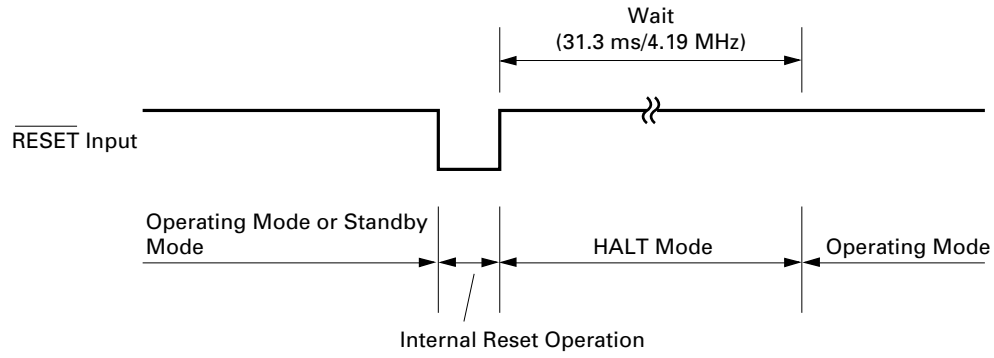 Wait
(31.3 ms/4.19 MHz)
RESET Input
Operating Mode or Standby
Mode
HALT Mode
Operating Mode
Internal Reset Operation